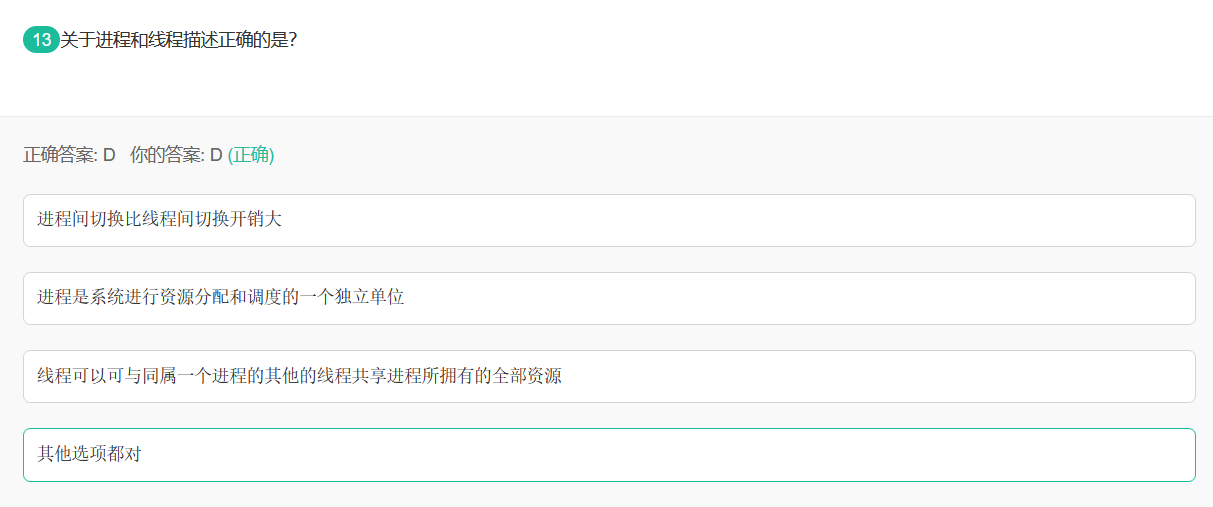 13 关于进程和线程描述正确的是?
正确答案: D 你的答案: D (正确)
进程间切换比线程间切换开销大
进程是系统进行资源分配和调度的一个独立单位
线程可以可与同属一个进程的其他的线程共享进程所拥有的全部资源
其他选项都对